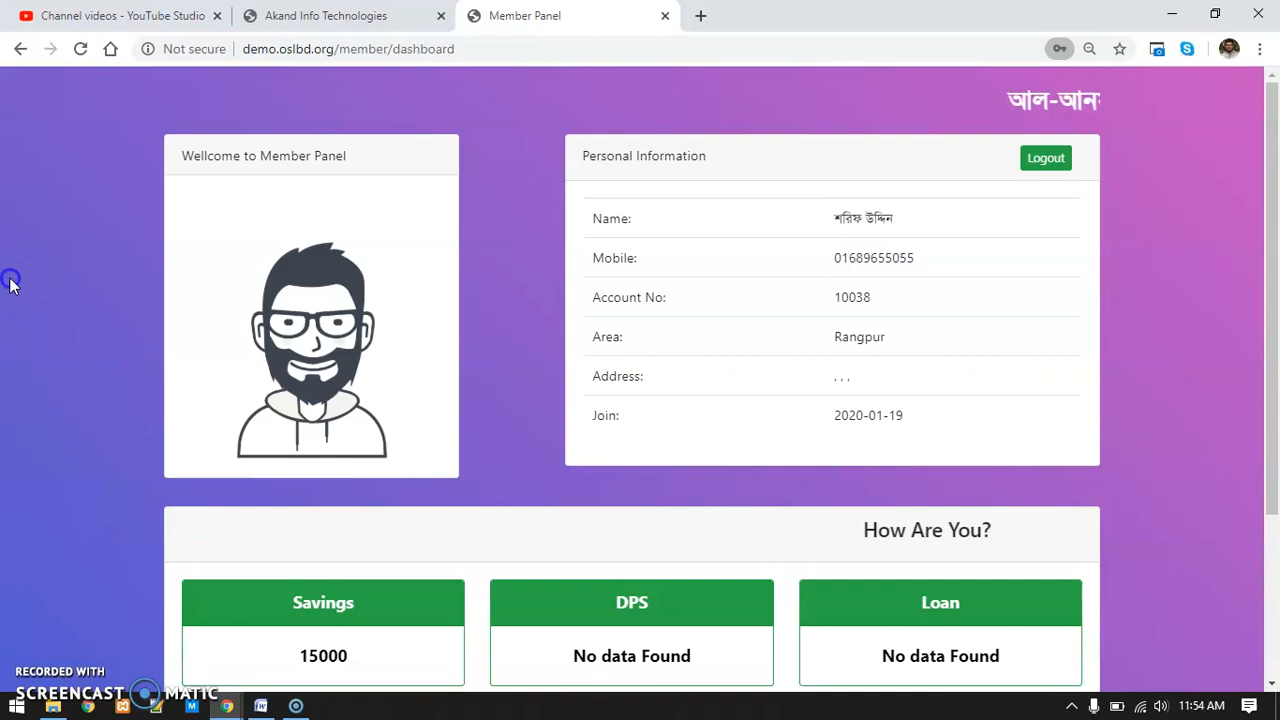 Channel videos - YouTube Studio
Akand Info Technologies
Member Panel
Not secure
demo.oslbd.org/member/dashboard
Wellcome to Member Panel
Personal Information
Logout
Name: শরিফ উদ্দিন
Mobile: 01689655055
Account No: 10038
Area: Rangpur
Address: , , ,
Join: 2020-01-19
How Are You?
Savings
DPS
Loan
15000
No data Found
No data Found
RECORDED WITH
SCREENCAST MATIC
11:54 AM